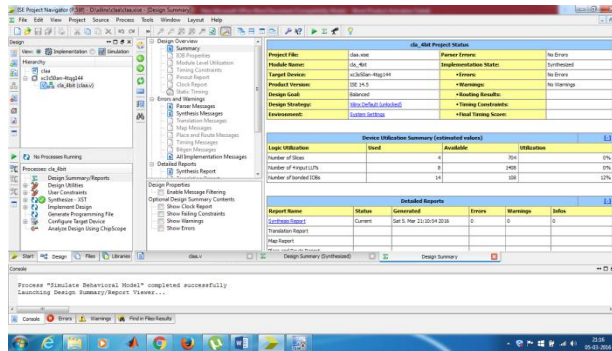 ISE Project Navigator (P.58f) - D:\xilinx\claa\claa.xise - [Design Summary]
File Edit View Project Source Process Tools Window Layout Help
Design
View: Implementation Simulation
Hierarchy
claa
xc3s50an-4tqg144
cla_4bit (claa.v)
No Processes Running
Processes: cla_4bit
Design Summary/Reports
Design Utilities
User Constraints
Synthesize - XST
Implement Design
Generate Programming File
Configure Target Device
Analyze Design Using ChipScope
Start Design Files Libraries
Design Overview
Summary
IOB Properties
Module Level Utilization
Timing Constraints
Pinout Report
Clock Report
Static Timing
Errors and Warnings
Parser Messages
Synthesis Messages
Translation Messages
Map Messages
Place and Route Messages
Timing Messages
Bitgen Messages
All Implementation Messages
Detailed Reports
Synthesis Report
Design Properties
Enable Message Filtering
Optional Design Summary Contents
Show Clock Report
Show Failing Constraints
Show Warnings
Show Errors
cla_4bit Project Status
Project File: claa.xise Parser Errors: No Errors
Module Name: cla_4bit Implementation State: Synthesized
Target Device: xc3s50an-4tqg144 •Errors: No Errors
Product Version: ISE 14.5 •Warnings: No Warnings
Design Goal: Balanced •Routing Results:
Design Strategy: Xilinx Default (unlocked) •Timing Constraints:
Environment: System Settings •Final Timing Score:
Device Utilization Summary (estimated values)
Logic Utilization Used Available Utilization
Number of Slices 4 704 0%
Number of 4 input LUTs 8 1408 0%
Number of bonded IOBs 14 108 12%
Detailed Reports
Report Name Status Generated Errors Warnings Infos
Synthesis Report Current Sat 5. Mar 21:10:54 2016 0 0 0
Translation Report
Map Report
claa.v Design Summary (Synthesized) Design Summary
Console
Process "Simulate Behavioral Model" completed successfully
Launching Design Summary/Report Viewer...
Console Errors Warnings Find in Files Results
21:16
05-03-2016